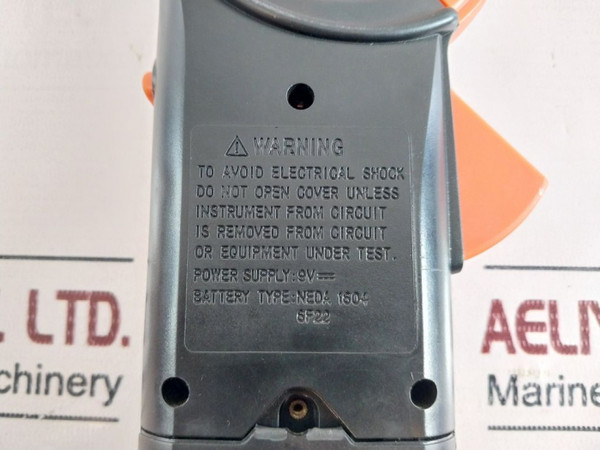 ⚠ WARNING
TO AVOID ELECTRICAL SHOCK
DO NOT OPEN COVER UNLESS
INSTRUMENT FROM CIRCUIT
IS REMOVED FROM CIRCUIT
OR EQUIPMENT UNDER TEST.
POWER SUPPLY:9V⎓
BATTERY TYPE:NEDA 1604
6F22
LTD.
chinery
AELIY
Marine